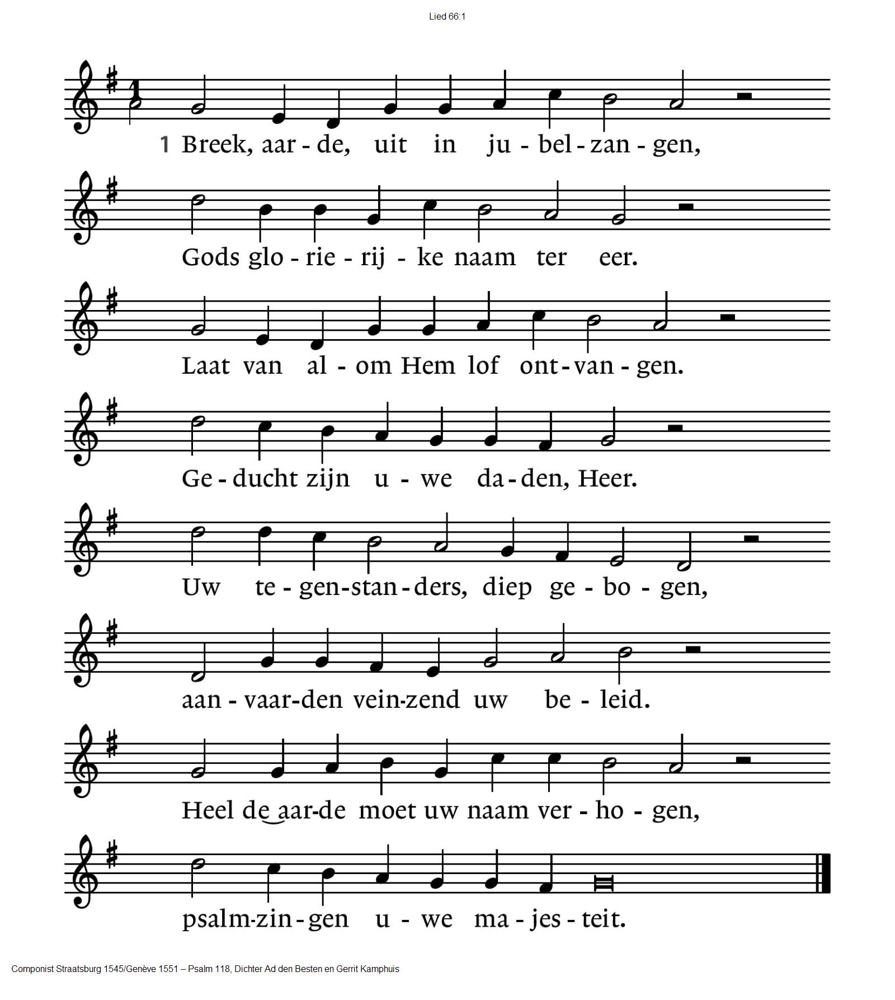 Lied 66:1
1
1 Breek, aar - de, uit in ju - bel - zan - gen,
Gods glo - rie - rij - ke naam ter eer.
Laat van al - om Hem lof ont - van - gen.
Ge - ducht zijn u - we da - den, Heer.
Uw te - gen - stan - ders, diep ge - bo - gen,
aan - vaar - den vein - zend uw be - leid.
Heel de‿aar - de moet uw naam ver - ho - gen,
psalm - zin - gen u - we ma - jes - teit.
Componist Straatsburg 1545/Genève 1551 – Psalm 118, Dichter Ad den Besten en Gerrit Kamphuis